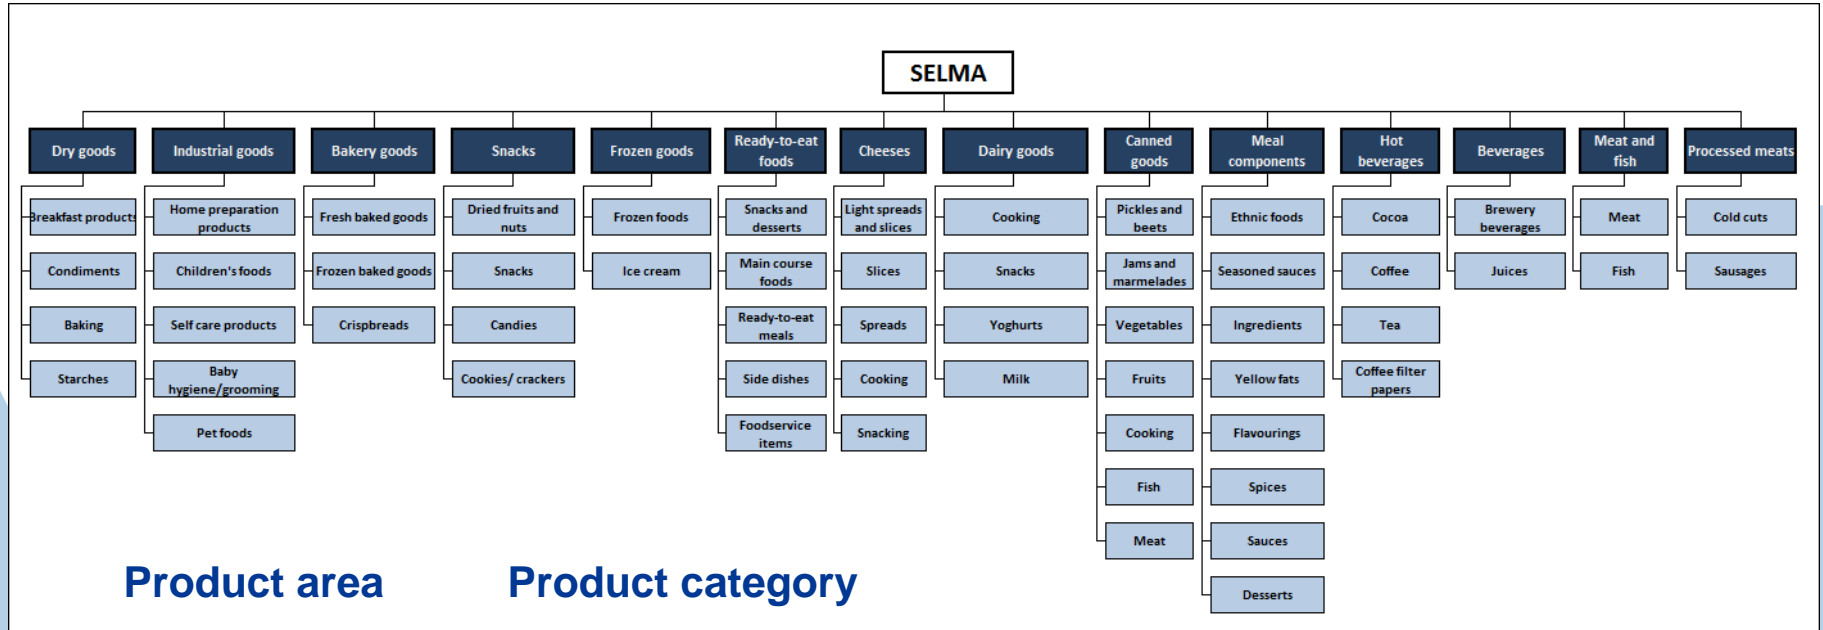 SELMA
Dry goods
Industrial goods
Bakery goods
Snacks
Frozen goods
Ready-to-eat
foods
Cheeses
Dairy goods
Canned
goods
Meal
components
Hot
beverages
Beverages
Meat and
fish
Processed meats
Breakfast products
Condiments
Baking
Starches
Home preparation
products
Children's foods
Self care products
Baby
hygiene/grooming
Pet foods
Fresh baked goods
Frozen baked goods
Crispbreads
Dried fruits and
nuts
Snacks
Candies
Cookies/ crackers
Frozen foods
Ice cream
Snacks and
desserts
Main course
foods
Ready-to-eat
meals
Side dishes
Foodservice
items
Light spreads
and slices
Slices
Spreads
Cooking
Snacking
Cooking
Snacks
Yoghurts
Milk
Pickles and
beets
Jams and
marmelades
Vegetables
Fruits
Cooking
Fish
Meat
Ethnic foods
Seasoned sauces
Ingredients
Yellow fats
Flavourings
Spices
Sauces
Desserts
Cocoa
Coffee
Tea
Coffee filter
papers
Brewery
beverages
Juices
Meat
Fish
Cold cuts
Sausages
Product area
Product category